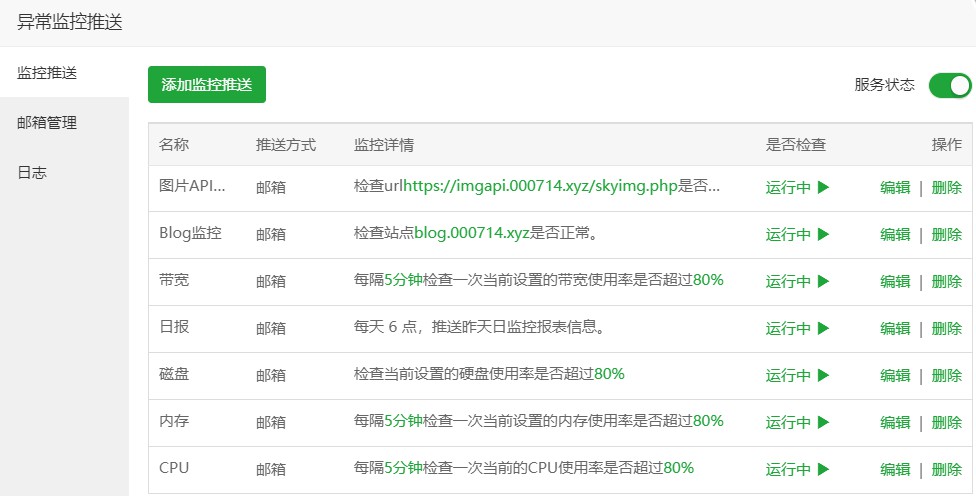 异常监控推送
监控推送
邮箱管理
日志
添加监控推送
服务状态
名称 推送方式 监控详情 是否检查 操作
图片API... 邮箱 检查urlhttps://imgapi.000714.xyz/skyimg.php是否... 运行中 编辑 | 删除
Blog监控 邮箱 检查站点blog.000714.xyz是否正常。 运行中 编辑 | 删除
带宽 邮箱 每隔5分钟检查一次当前设置的带宽使用率是否超过80% 运行中 编辑 | 删除
日报 邮箱 每天 6 点，推送昨天日监控报表信息。 运行中 编辑 | 删除
磁盘 邮箱 检查当前设置的硬盘使用率是否超过80% 运行中 编辑 | 删除
内存 邮箱 每隔5分钟检查一次当前设置的内存使用率是否超过80% 运行中 编辑 | 删除
CPU 邮箱 每隔5分钟检查一次当前的CPU使用率是否超过80% 运行中 编辑 | 删除